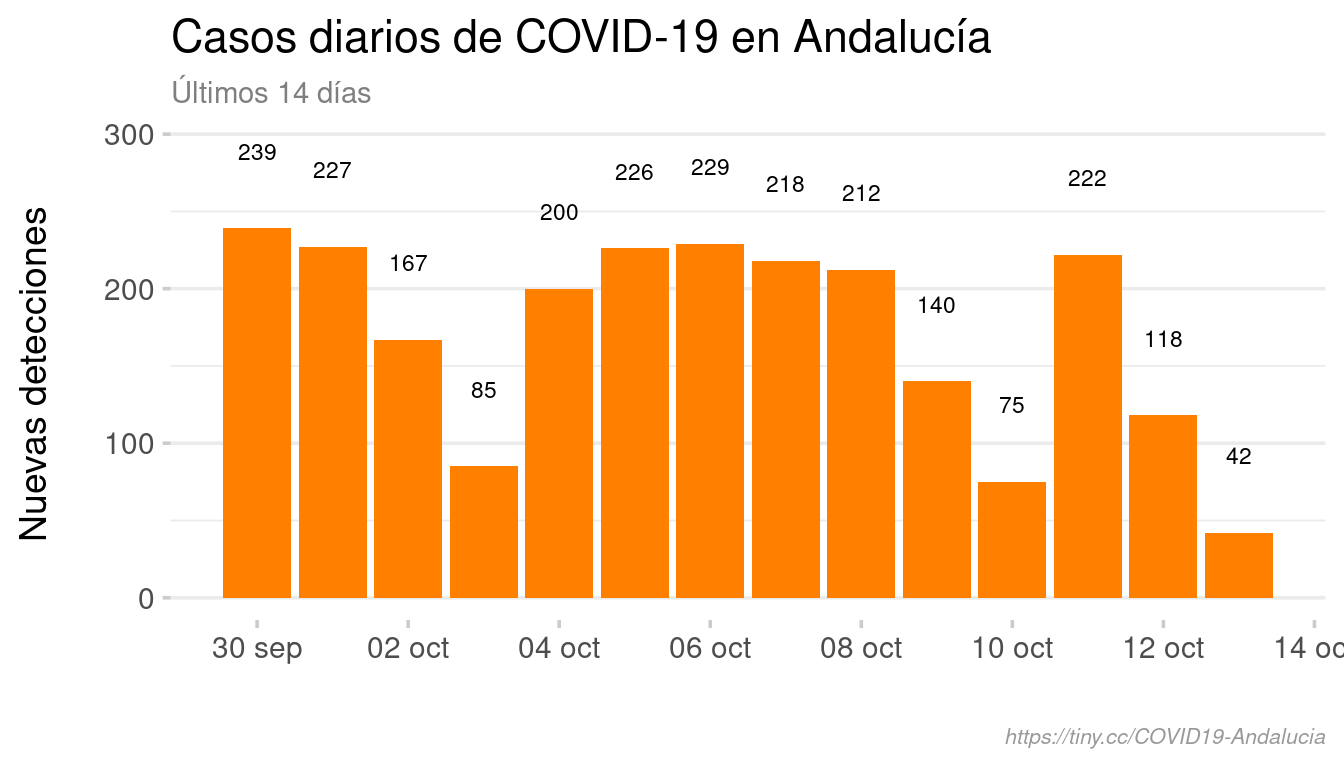 Casos diarios de COVID-19 en Andalucía
Últimos 14 días
Nuevas detecciones
300
200
100
0
239
227
167
85
200
226
229
218
212
140
75
222
118
42
30 sep
02 oct
04 oct
06 oct
08 oct
10 oct
12 oct
14 oc
https://tiny.cc/COVID19-Andalucia